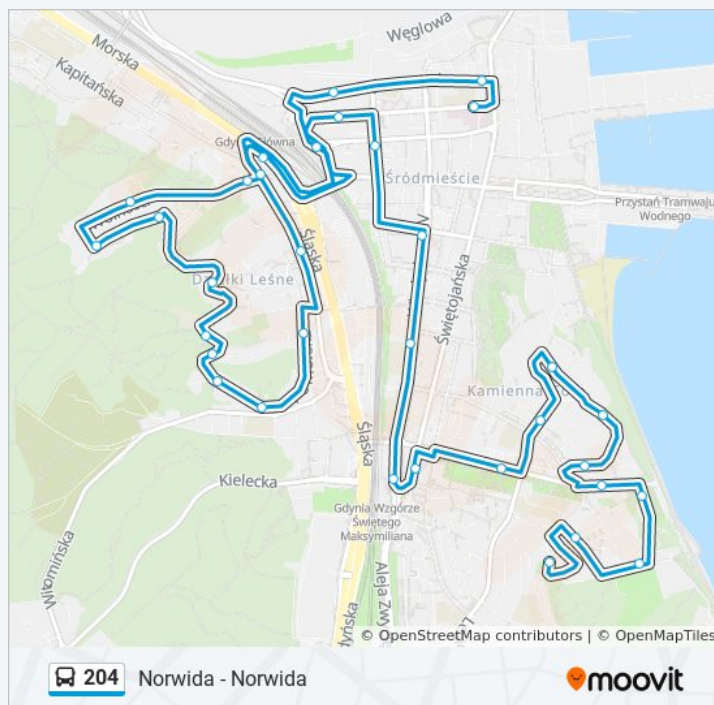 Węglowa
Morska
Kapitańska
Gdynia Główna
Śródmieście
Przystań Tramwaju
Wodnego
Śląska
Świętojańska
Kamienna
Śląska
Kielecka
Gdynia Wzgórze
Świętego
Maksymiliana
Witomińska
Aleja Zwy
© OpenStreetMap contributors | © OpenMapTiles
204 Norwida - Norwida
moovit